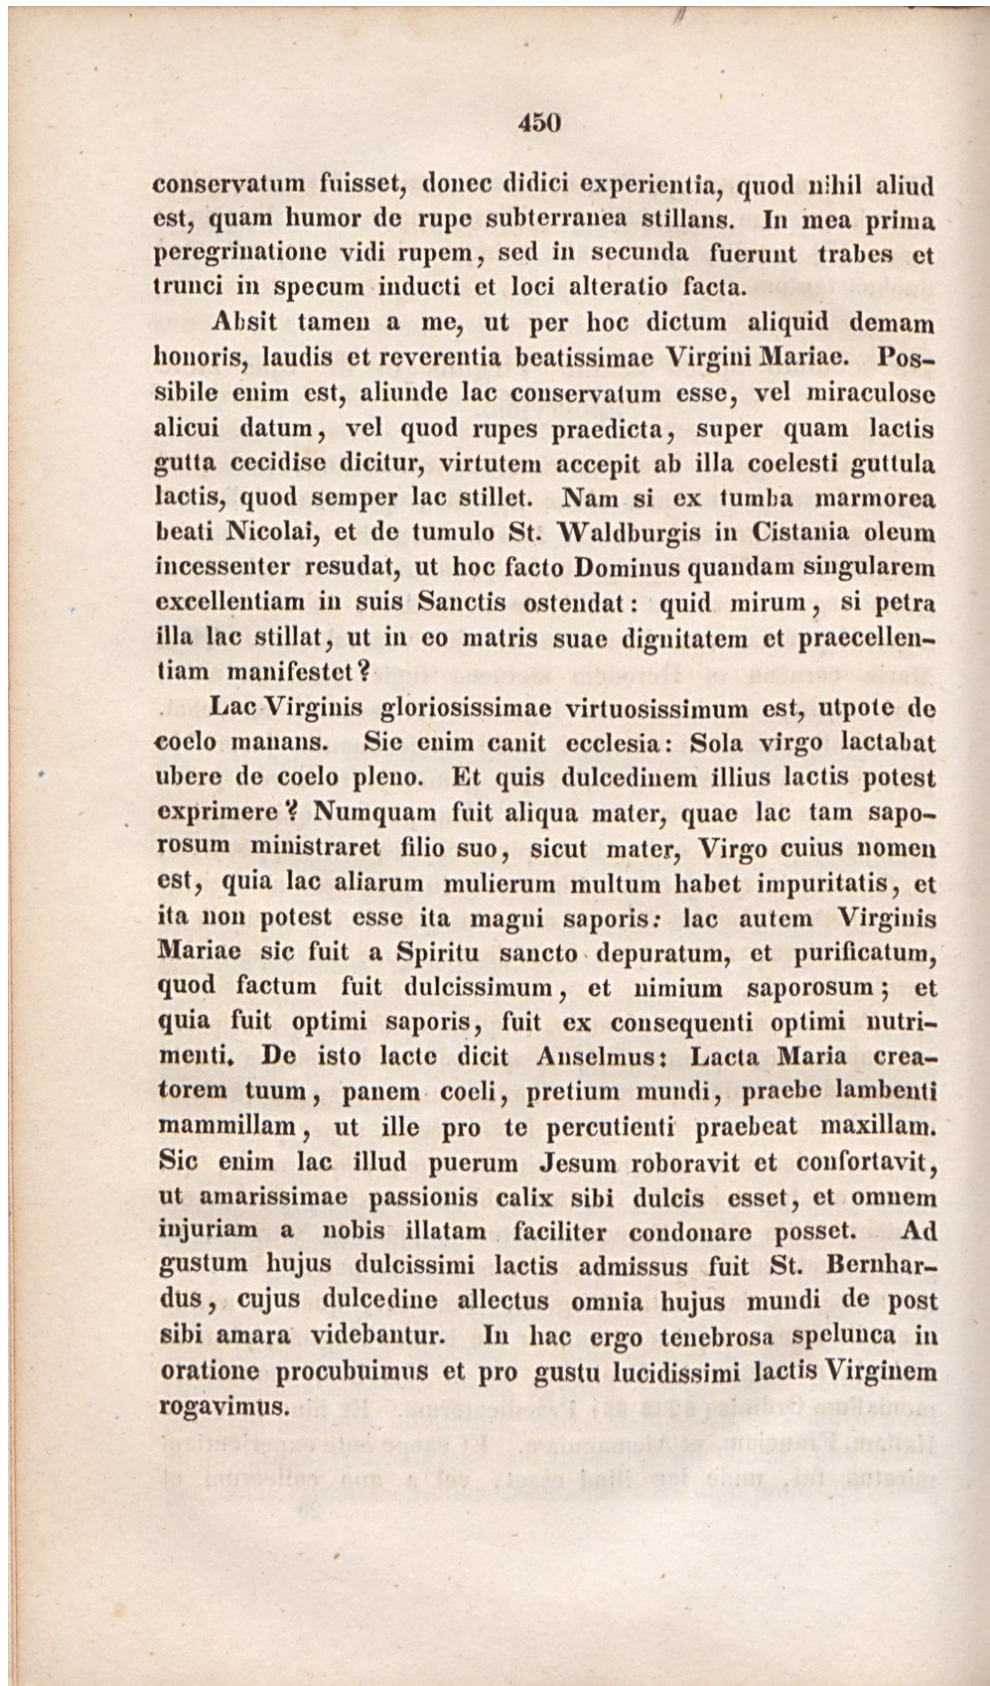 450
conservatum fuisset, donec didici experientia, quod nihil aliud
est, quam humor de rupe subterranea stillans. In mea prima
peregrinatione vidi rupem, sed in secunda fuerunt trabes et
trunci in specum inducti et loci alteratio facta.
Absit tamen a me, ut per hoc dictum aliquid demam
honoris, laudis et reverentia beatissimae Virgini Mariae. Pos-
sibile enim est, aliunde lac conservatum esse, vel miraculose
alicui datum, vel quod rupes praedicta, super quam lactis
gutta cecidise dicitur, virtutem accepit ab illa coelesti guttula
lactis, quod semper lac stillet. Nam si ex tumba marmorea
beati Nicolai, et de tumulo St. Waldburgis in Cistania oleum
incessenter resudat, ut hoc facto Dominus quandam singularem
excellentiam in suis Sanctis ostendat: quid mirum, si petra
illa lac stillat, ut in eo matris suae dignitatem et praecellen-
tiam manifestet?
Lac Virginis gloriosissimae virtuosissimum est, utpote de
coelo manans. Sic enim canit ecclesia: Sola virgo lactabat
ubere de coelo pleno. Et quis dulcedinem illius lactis potest
exprimere? Numquam fuit aliqua mater, quae lac tam sapo-
rosum ministraret filio suo, sicut mater, Virgo cuius nomen
est, quia lac aliarum mulierum multum habet impuritatis, et
ita non potest esse ita magni saporis: lac autem Virginis
Mariae sic fuit a Spiritu sancto depuratum, et purificatum,
quod factum fuit dulcissimum, et nimium saporosum; et
quia fuit optimi saporis, fuit ex consequenti optimi nutri-
menti. De isto lacte dicit Anselmus: Lacta Maria crea-
torem tuum, panem coeli, pretium mundi, praebe lambenti
mammillam, ut ille pro te percutienti praebeat maxillam.
Sic enim lac illud puerum Jesum roboravit et confortavit,
ut amarissimae passionis calix sibi dulcis esset, et omnem
injuriam a nobis illatam faciliter condonare posset. Ad
gustum hujus dulcissimi lactis admissus fuit St. Bernhar-
dus, cujus dulcedine allectus omnia hujus mundi de post
sibi amara videbantur. In hac ergo tenebrosa spelunca in
oratione procubuimus et pro gustu lucidissimi lactis Virginem
rogavimus.